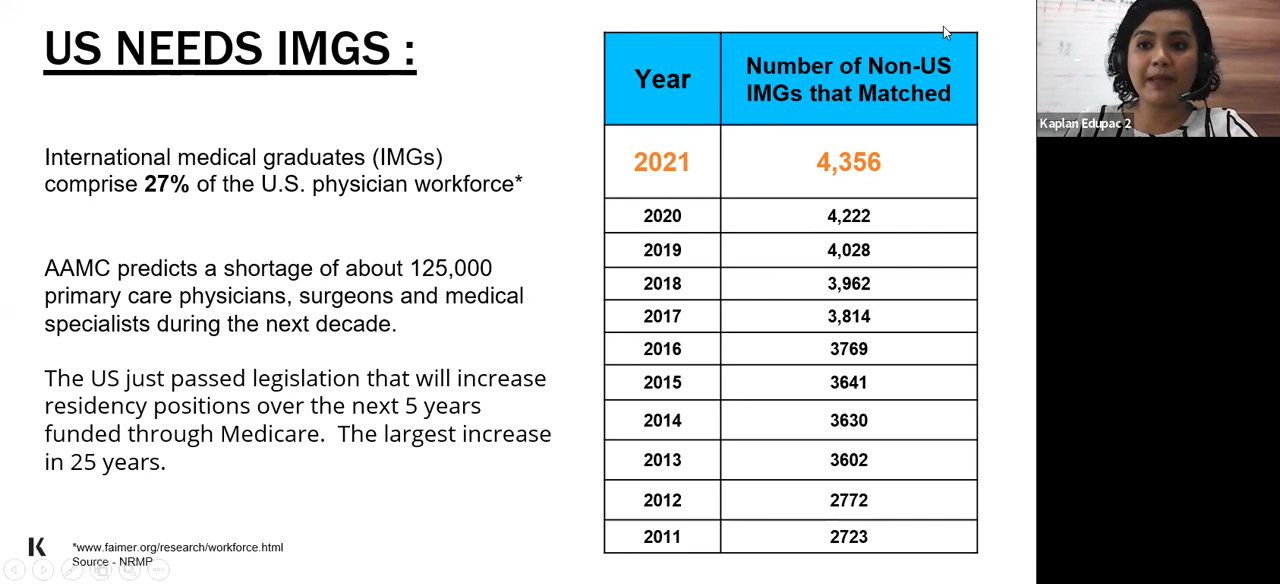 US NEEDS IMGS :
International medical graduates (IMGs)
comprise 27% of the U.S. physician workforce*
AAMC predicts a shortage of about 125,000
primary care physicians, surgeons and medical
specialists during the next decade.
The US just passed legislation that will increase
residency positions over the next 5 years
funded through Medicare. The largest increase
in 25 years.
K
*www.faimer.org/research/workforce.html
Source - NRMP
Year Number of Non-US
IMGs that Matched
2021 4,356
2020 4,222
2019 4,028
2018 3,962
2017 3,814
2016 3769
2015 3641
2014 3630
2013 3602
2012 2772
2011 2723
Kaplan Edupac 2